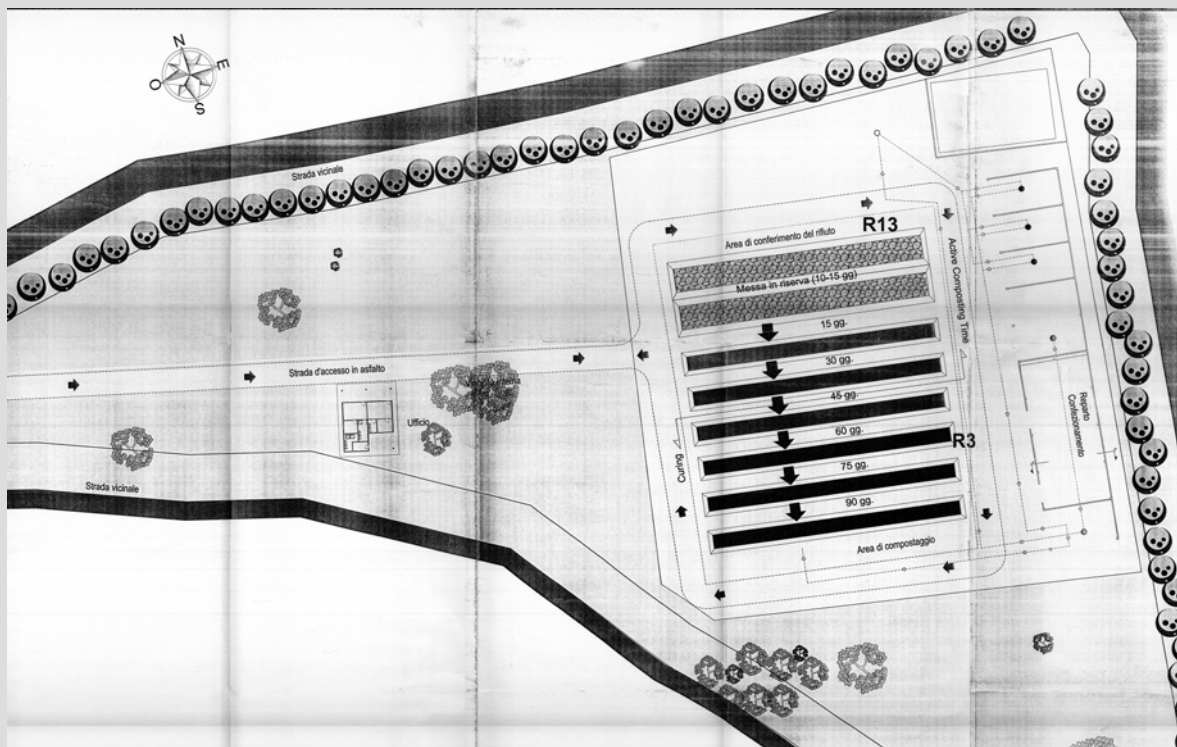 N
E
O
S
Strada vicinale
R13
Area di conferimento del rifiuto
Messa in riserva (10-15 gg)
Active Composting Time
15 gg.
30 gg.
45 gg.
60 gg.
75 gg.
90 gg.
R3
Curing
Area di compostaggio
Reparto
Confezionamento
Strada d'accesso in asfalto
Ufficio
Strada vicinale